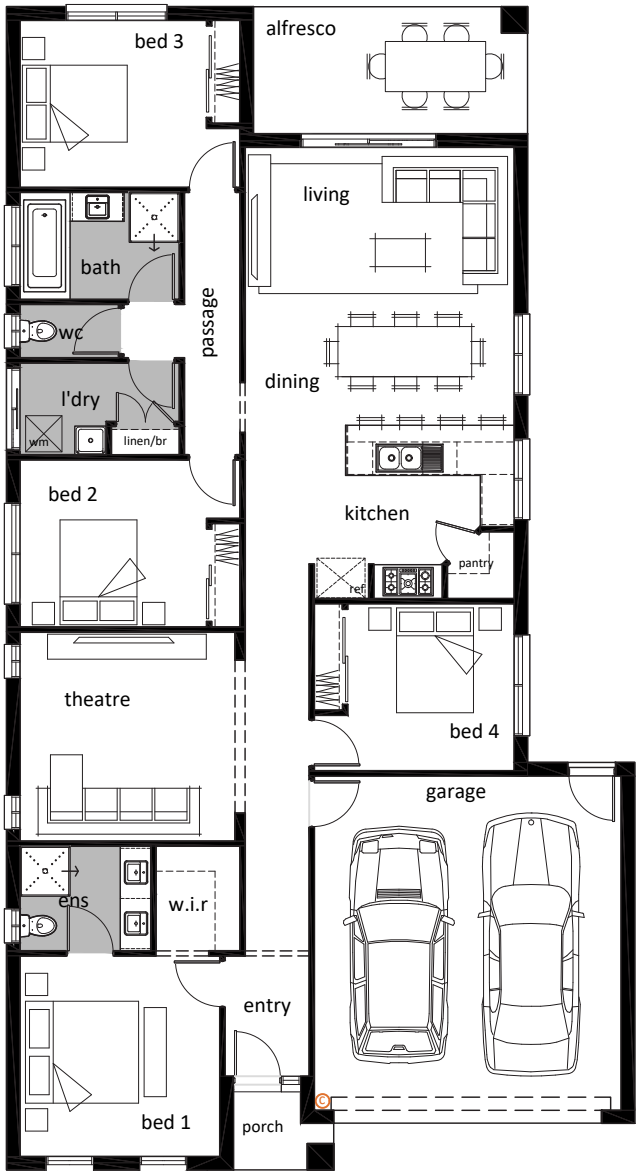 bed 3
alfresco
living
bath
passage
wc
dining
l'dry
wm
linen/br
bed 2
kitchen
pantry
ref
theatre
bed 4
garage
ens
w.i.r
entry
bed 1
porch
©